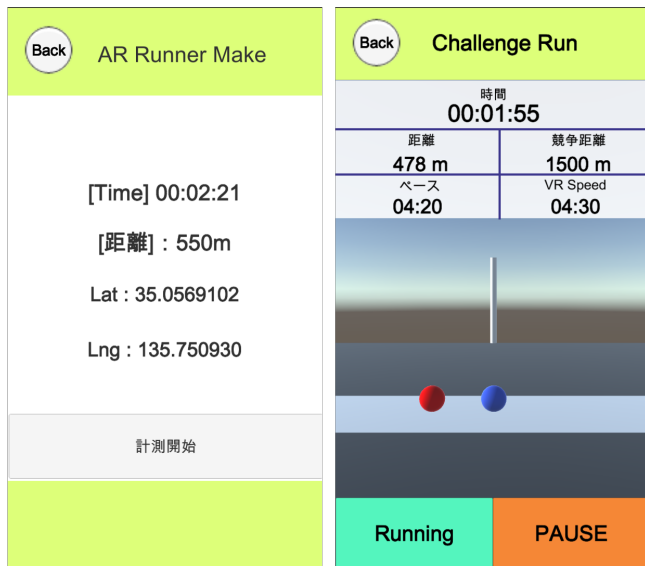 Back
AR Runner Make
[Time] 00:02:21
[距離] : 550m
Lat : 35.0569102
Lng : 135.750930
計測開始
Back
Challenge Run
時間
00:01:55
距離
478 m
競争距離
1500 m
ペース
04:20
VR Speed
04:30
Running
PAUSE